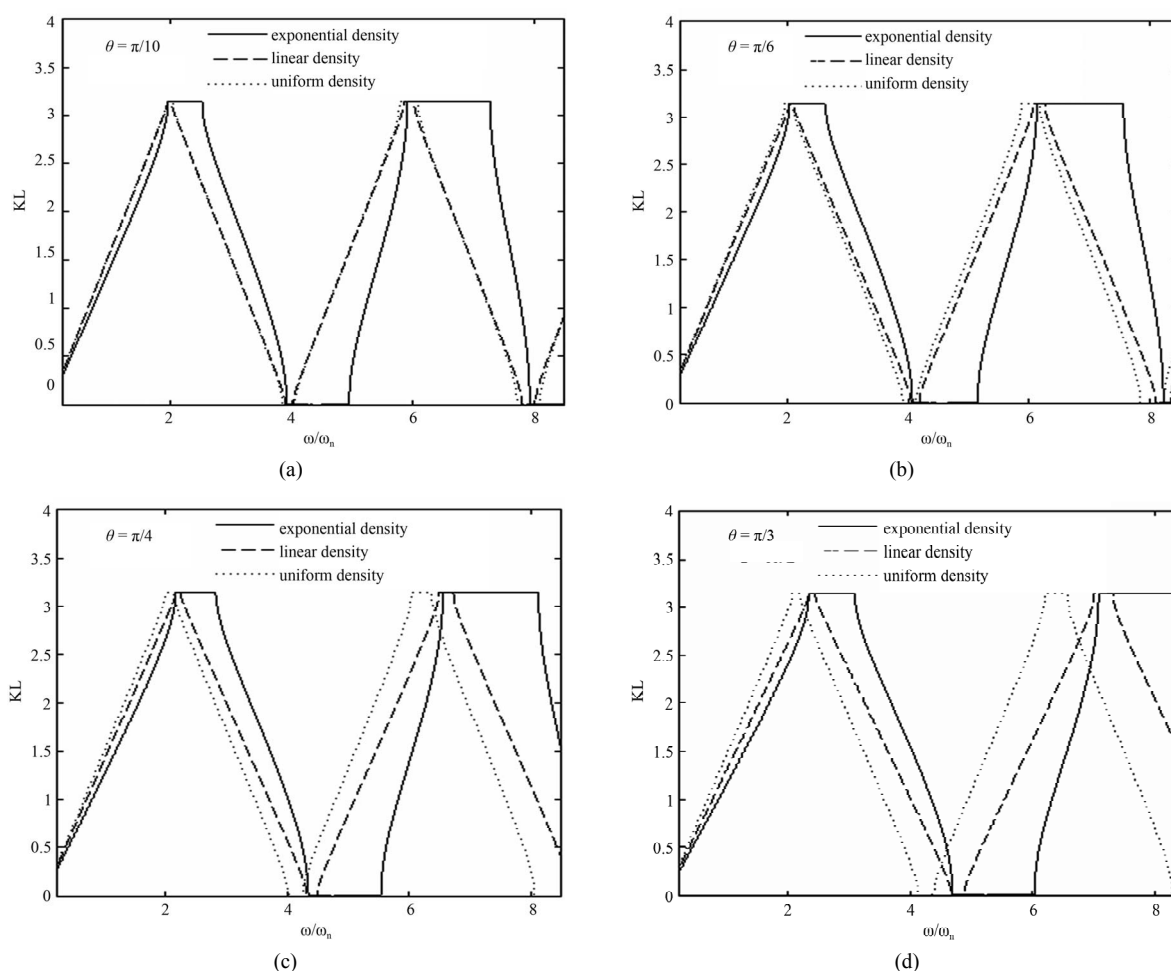 θ = π/10
exponential density
linear density
uniform density
4
3.5
3
2.5
2
1.5
1
0.5
0
KL
2
4
6
8
ω/ωn
(a)
θ = π/6
exponential density
linear density
uniform density
4
3.5
3
2.5
2
1.5
1
0.5
0
KL
2
4
6
8
ω/ωn
(b)
θ = π/4
exponential density
linear density
uniform density
4
3.5
3
2.5
2
1.5
1
0.5
0
KL
2
4
6
8
ω/ωn
(c)
θ = π/3
exponential density
linear density
uniform density
4
3.5
3
2.5
2
1.5
1
0.5
0
KL
2
4
6
8
ω/ωn
(d)